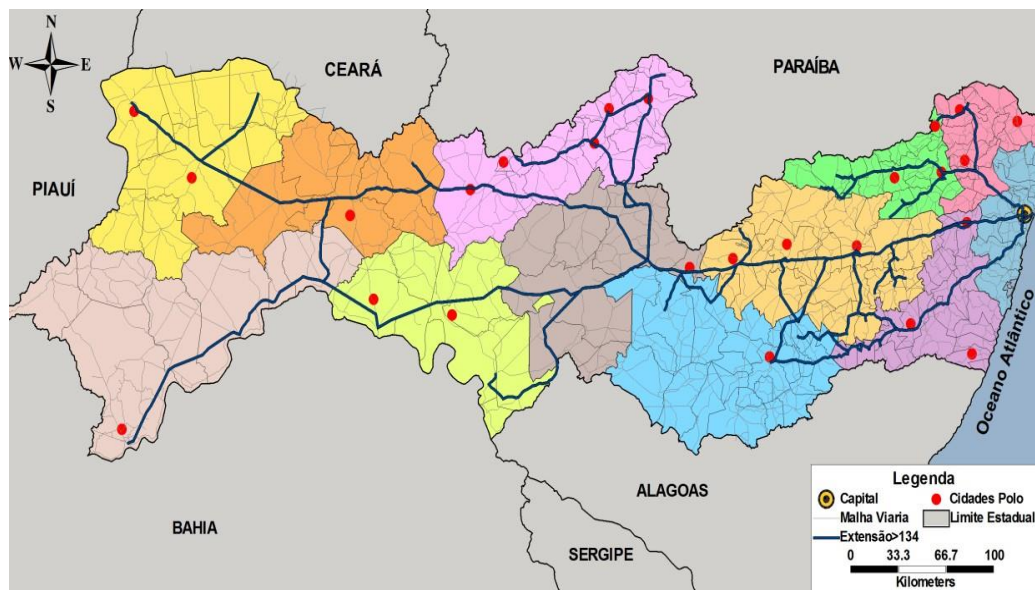 N
W E
S
CEARÁ
PARAÍBA
PIAUÍ
Oceano Atlântico
ALAGOAS
BAHIA
SERGIPE
Legenda
Capital
Cidades Polo
Malha Viaria
Limite Estadual
Extensão>134
0 33.3 66.7 100
Kilometers